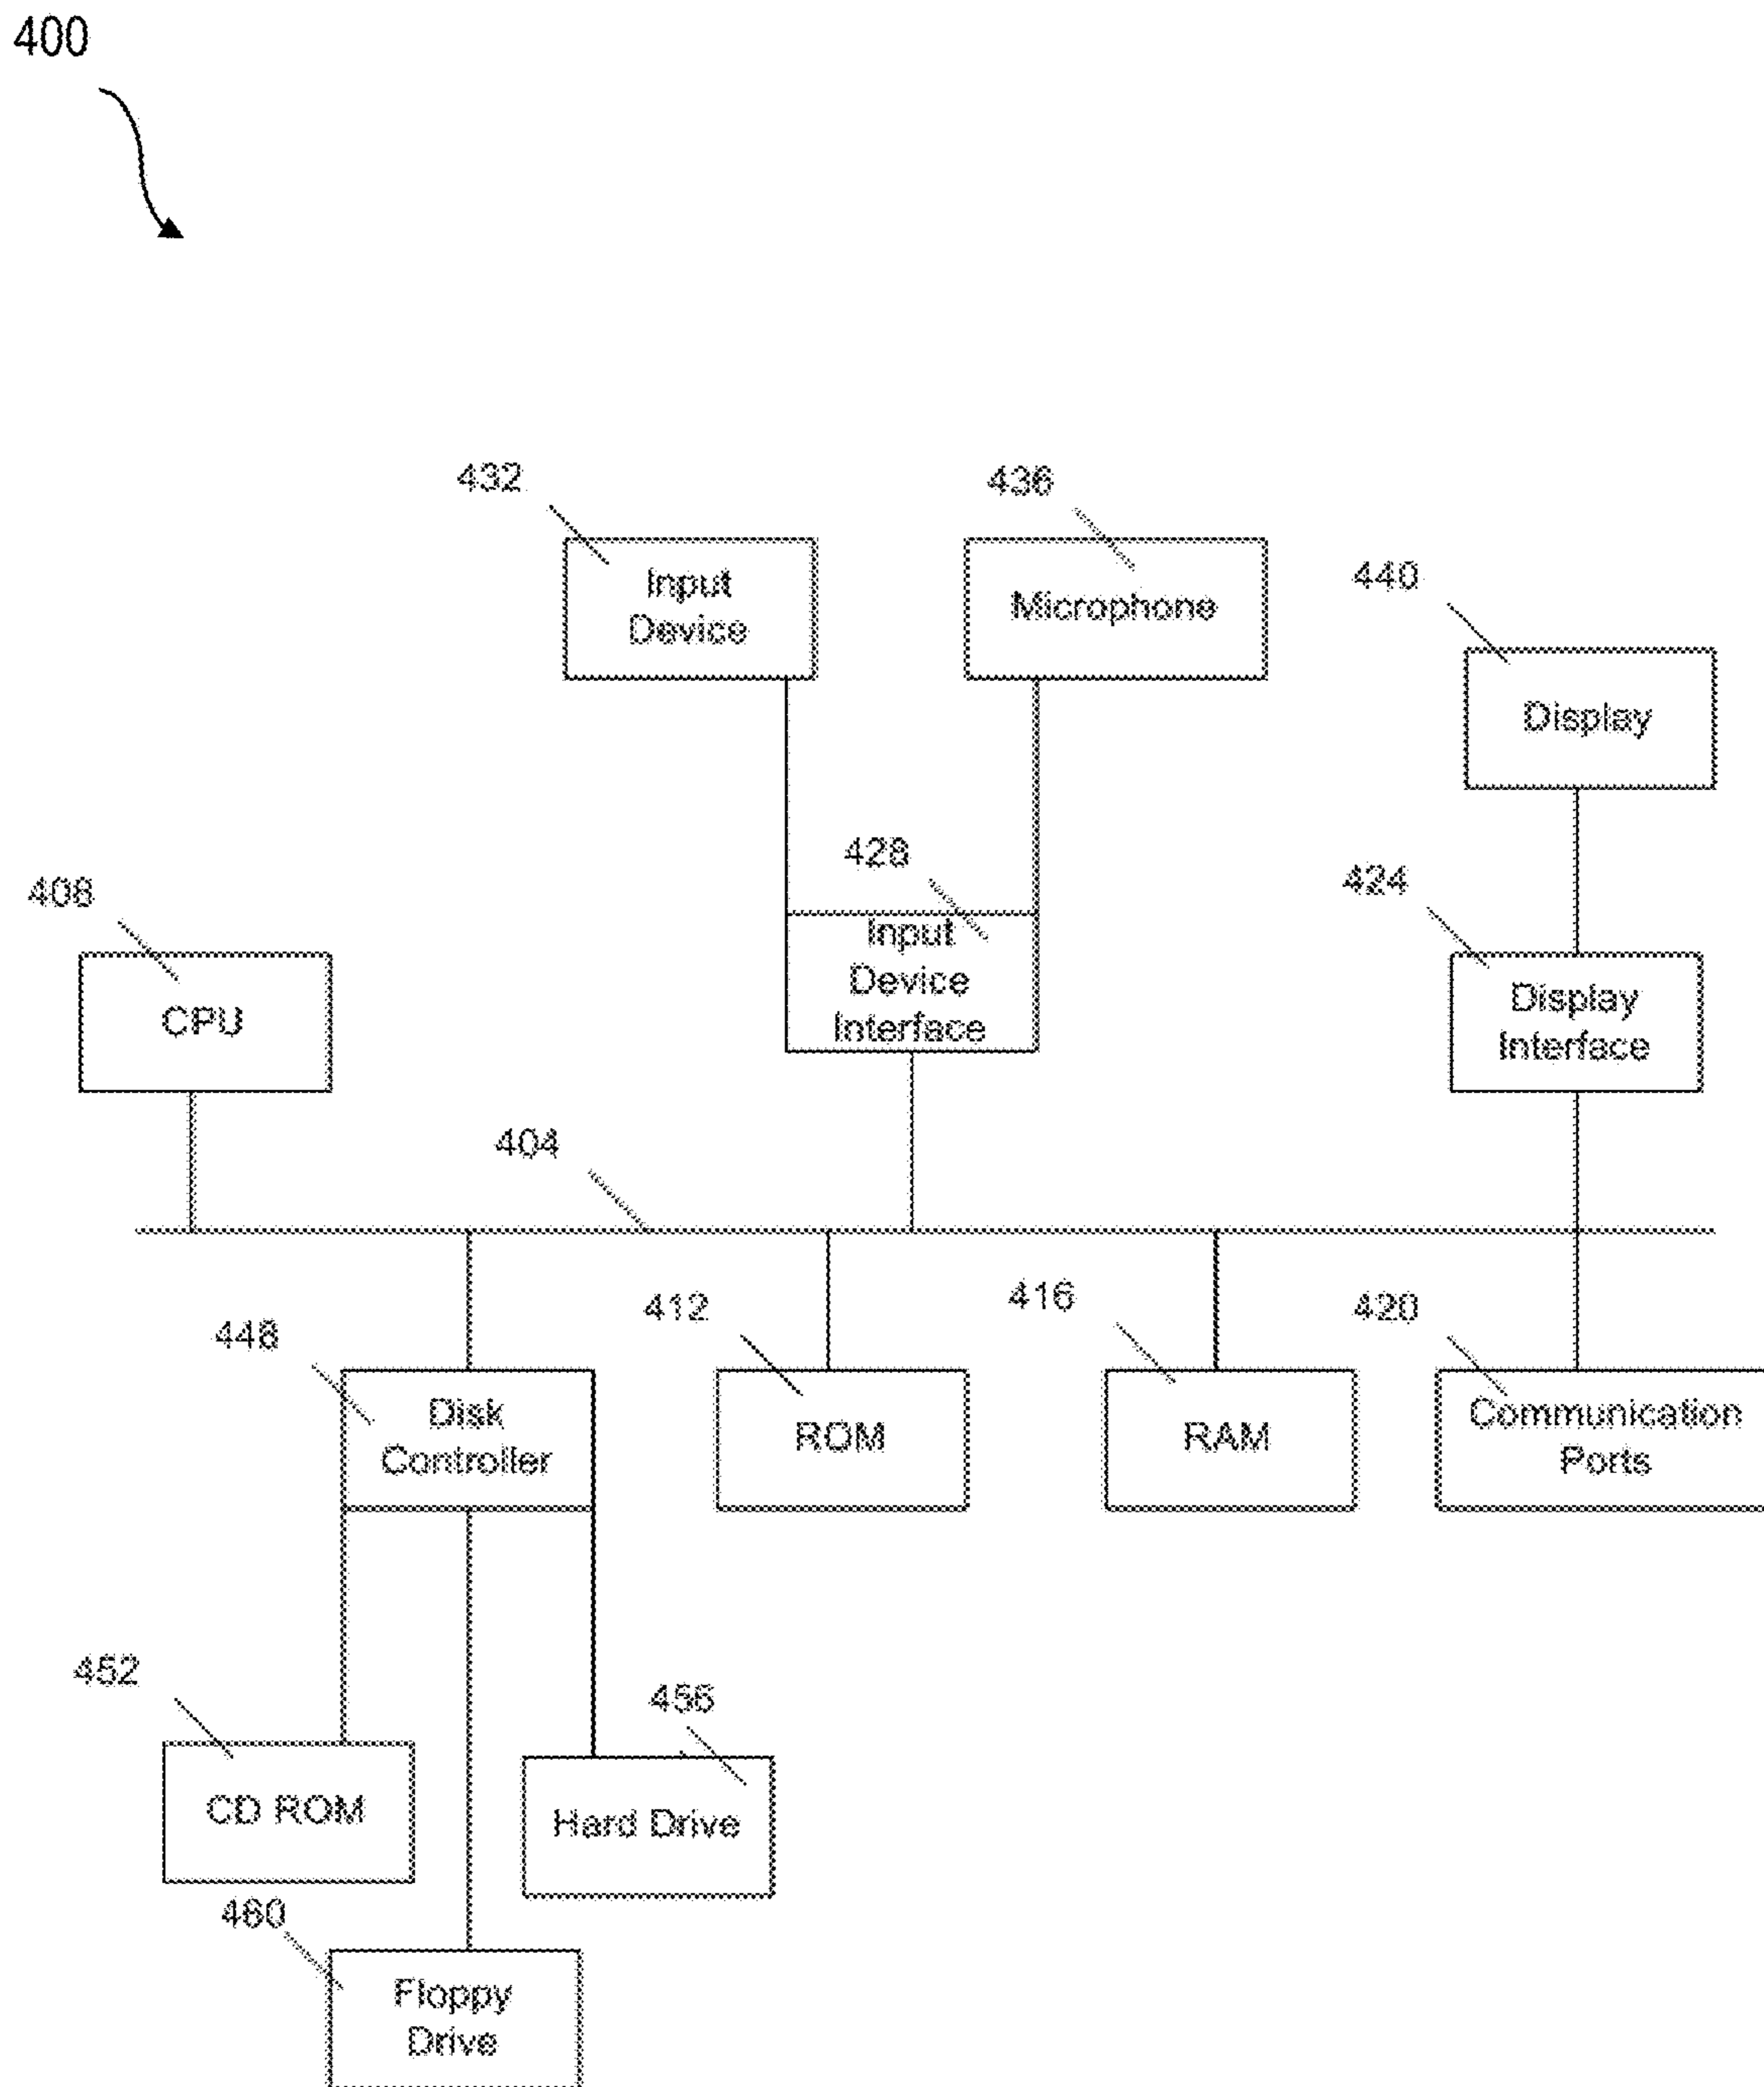 400
432
Input
Device
436
Microphone
440
Display
408
CPU
428
Input
Device
Interface
424
Display
Interface
404
448
Disk
Controller
412
ROM
416
RAM
420
Communication
Ports
452
CD ROM
456
Hard Drive
460
Floppy
Drive